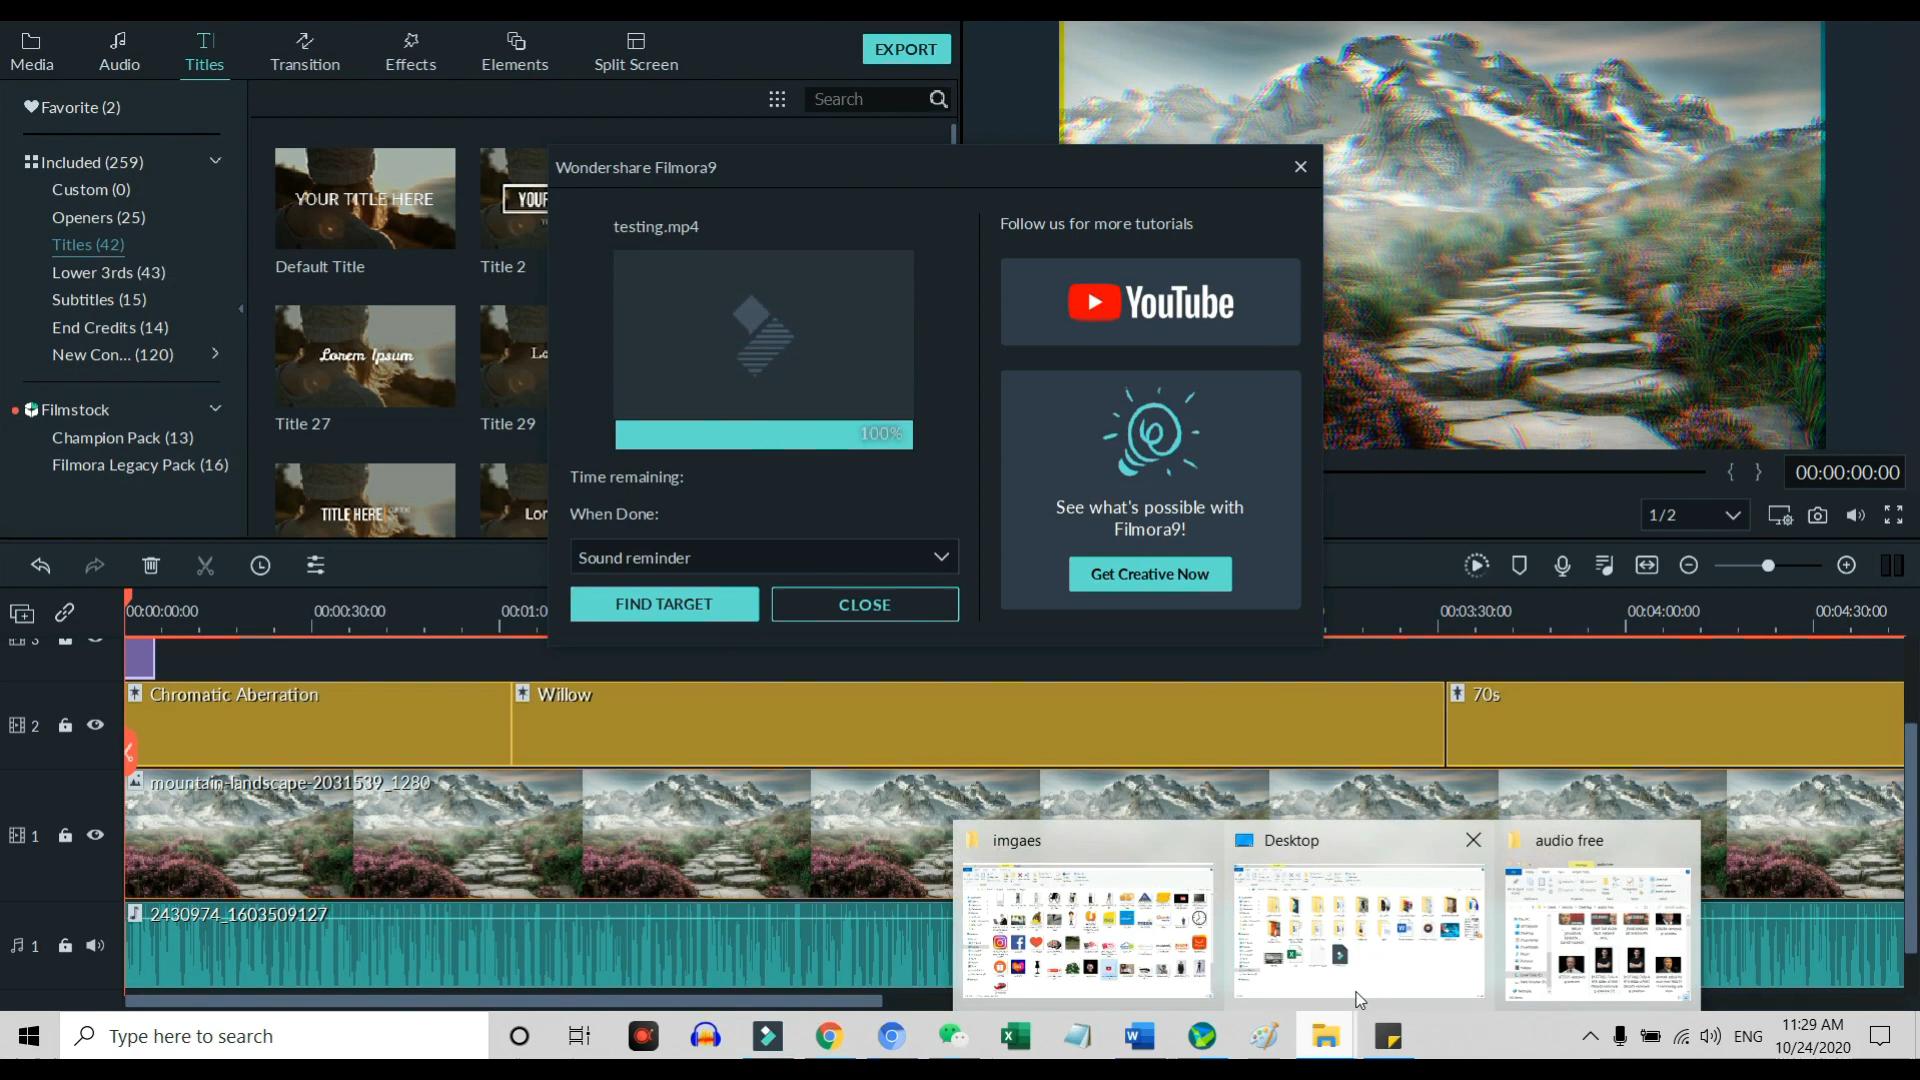 Media
Audio
Titles
Transition
Effects
Elements
Split Screen
EXPORT
Favorite (2)
Search
Included (259)
Custom (0)
Openers (25)
Titles (42)
Lower 3rds (43)
Subtitles (15)
End Credits (14)
New Con... (120)
Filmstock
Champion Pack (13)
Filmora Legacy Pack (16)
YOUR TITLE HERE
Default Title
Title 2
Lorem Ipsum
Title 27
Title 29
TITLE HERE
Wondershare Filmora9
testing.mp4
100%
Time remaining:
When Done:
Sound reminder
FIND TARGET
CLOSE
Follow us for more tutorials
YouTube
See what's possible with
Filmora9!
Get Creative Now
{ }
00:00:00:00
1/2
00:00:00:00
00:00:30:00
00:01:0
00:03:30:00
00:04:00:00
00:04:30:00
3
Chromatic Aberration
Willow
70s
2
mountain-landscape-2031539_1280
1
2430974_1603509127
1
imgaes
Desktop
audio free
Type here to search
ENG
11:29 AM
10/24/2020